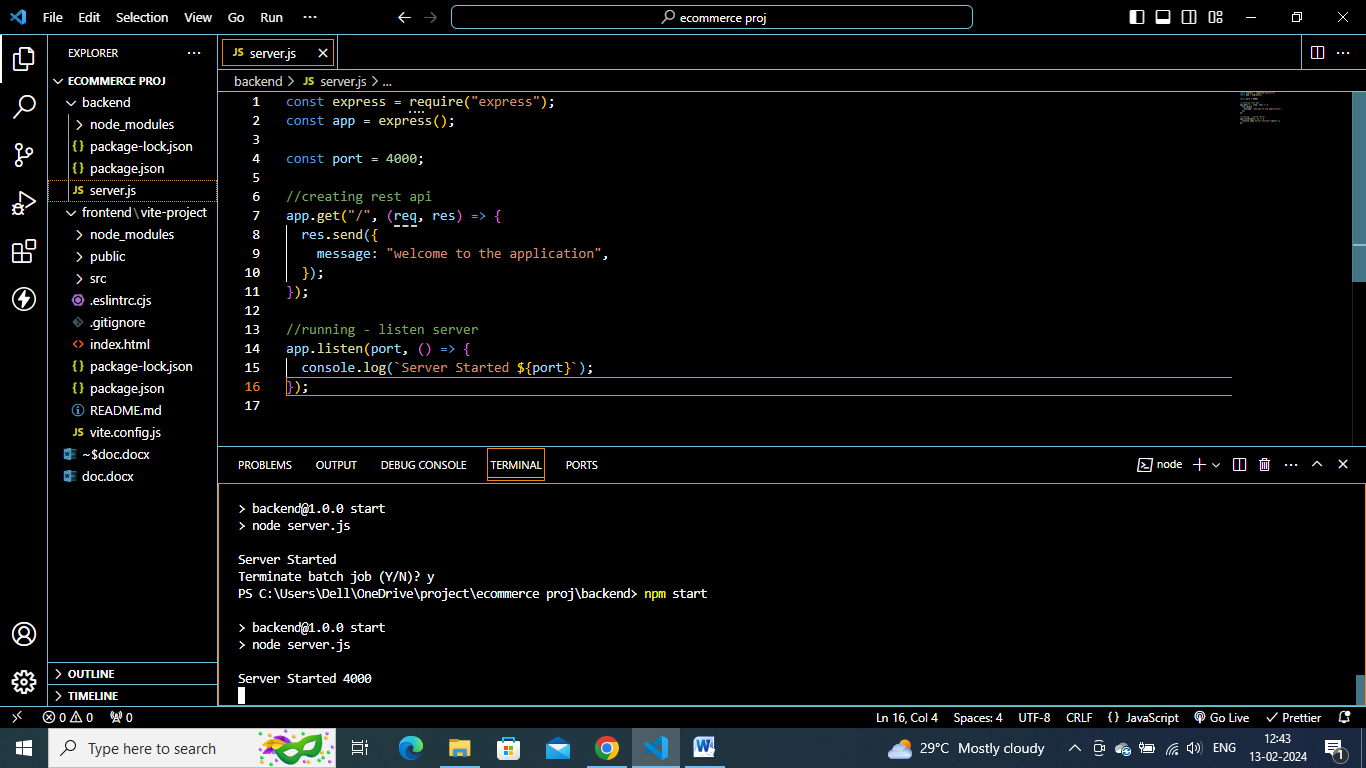 File Edit Selection View Go Run ··· ecommerce proj
EXPLORER ···
ECOMMERCE PROJ
backend
node_modules
{} package-lock.json
{} package.json
JS server.js
frontend\vite-project
node_modules
public
src
.eslintrc.cjs
.gitignore
<> index.html
{} package-lock.json
{} package.json
README.md
JS vite.config.js
~$doc.docx
doc.docx
OUTLINE
TIMELINE
JS server.js
backend > JS server.js > ...
1 const express = require("express");
2 const app = express();
3
4 const port = 4000;
5
6 //creating rest api
7 app.get("/", (req, res) => {
8 res.send({
9 message: "welcome to the application",
10 });
11 });
12
13 //running - listen server
14 app.listen(port, () => {
15 console.log(`Server Started ${port}`);
16 });
17
PROBLEMS OUTPUT DEBUG CONSOLE TERMINAL PORTS node
> backend@1.0.0 start
> node server.js
Server Started
Terminate batch job (Y/N)? y
PS C:\Users\Dell\OneDrive\project\ecommerce proj\backend> npm start
> backend@1.0.0 start
> node server.js
Server Started 4000
0 0 0 Ln 16, Col 4 Spaces: 4 UTF-8 CRLF {} JavaScript Go Live Prettier
Type here to search 29°C Mostly cloudy ENG 12:43
13-02-2024 1